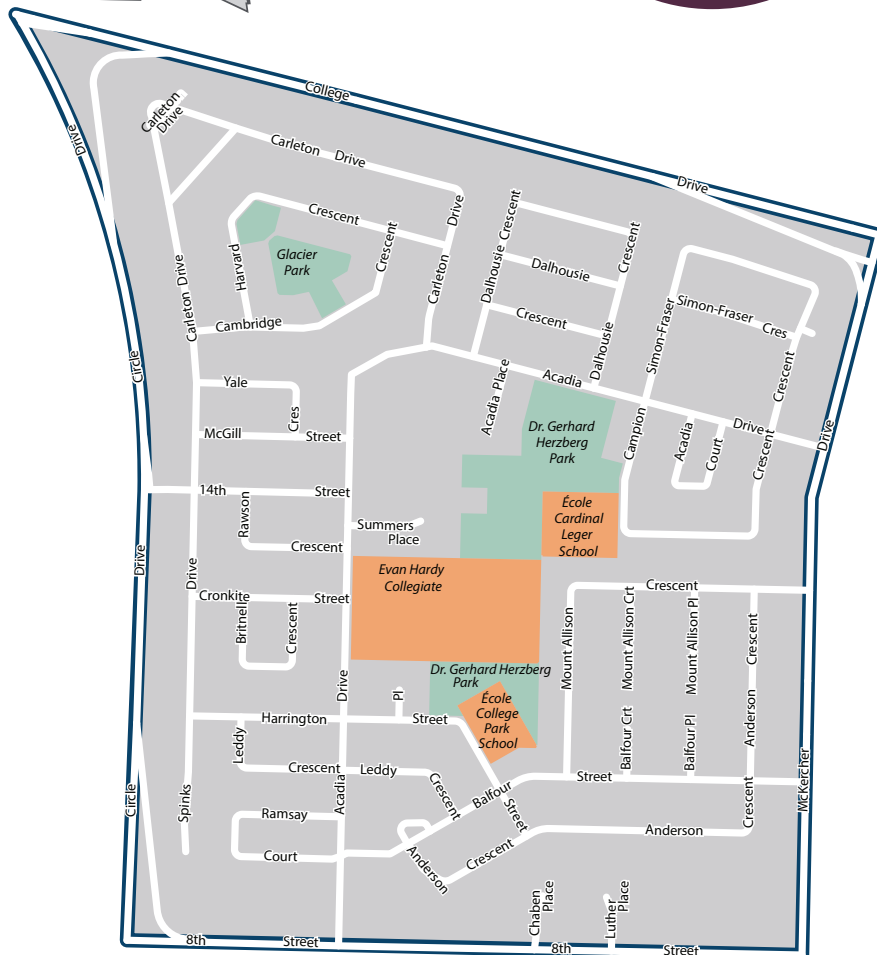 College
Drive
Drive
Carleton
Drive
Carleton Drive
Drive
Carleton
Crescent
Crescent
Harvard
Glacier
Park
Cambridge
Carleton Drive
Circle
Crescent
Dalhousie
Dalhousie
Crescent
Crescent
Dalhousie
Simon-Fraser
Simon-Fraser
Cres
Crescent
Yale
Cres
McGill
Street
Acadia Place
Acadia
Drive
Drive
Campion
Acadia
Court
Crescent
Dr. Gerhard
Herzberg
Park
14th
Street
Rawson
Crescent
Summers
Place
École
Cardinal
Leger
School
Drive
Drive
Cronkite
Street
Britnell
Crescent
Evan Hardy
Collegiate
Crescent
Mount Allison
Mount Allison Crt
Mount Allison Pl
Crescent
Anderson
Dr. Gerhard Herzberg
Park
École
College
Park
School
Drive
Pl
Harrington
Street
Leddy
Crescent
Leddy
Crescent
Balfour
Street
Street
Balfour Crt
Balfour Pl
McKercher
Circle
Spinks
Acadia
Ramsay
Court
Anderson
Crescent
Anderson
Crescent
Chaben
Place
Luther
Place
8th
Street
8th
Street